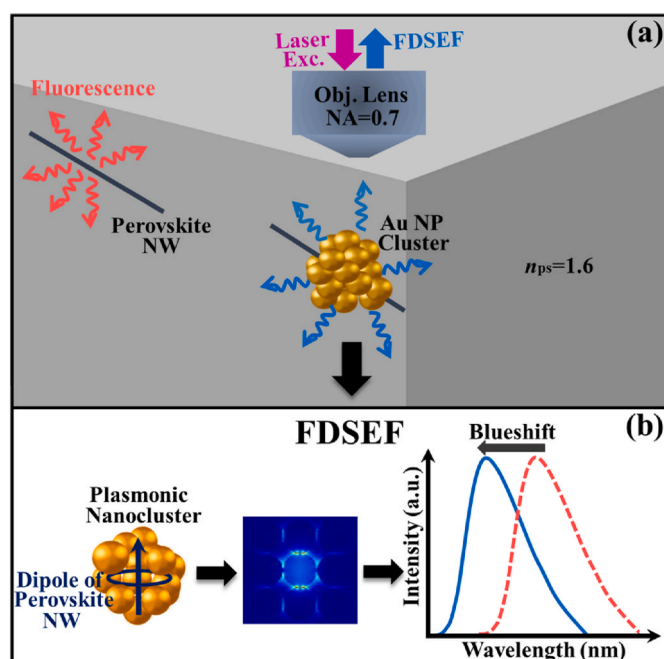 (a)
Laser
Exc.
FDSEF
Obj. Lens
NA=0.7
Fluorescence
Perovskite
NW
Au NP
Cluster
nps=1.6
(b)
FDSEF
Blueshift
Plasmonic
Nanocluster
Dipole of
Perovskite
NW
Intensity (a.u.)
Wavelength (nm)